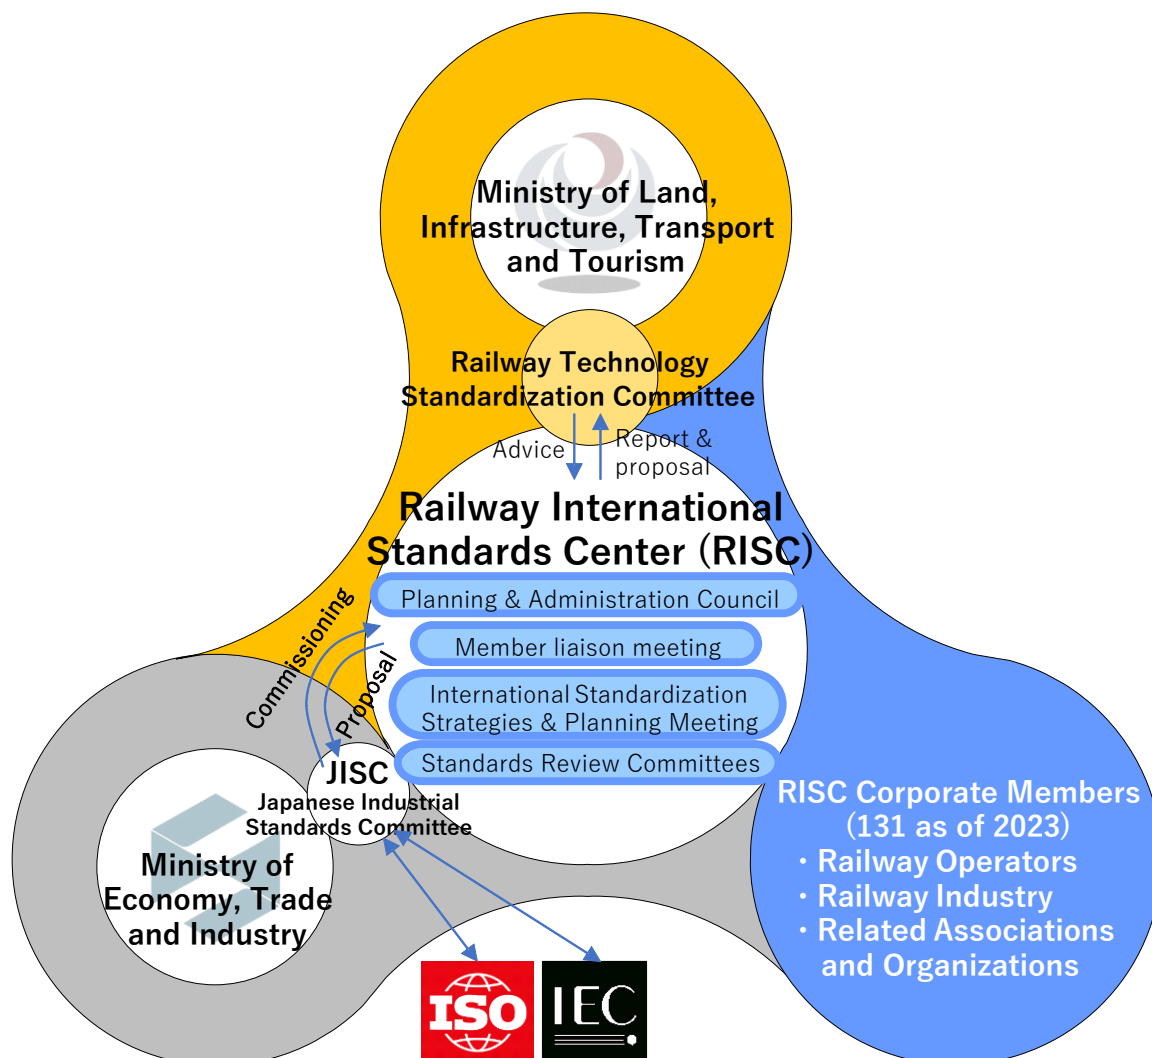 Ministry of Land,
Infrastructure, Transport
and Tourism
Railway Technology
Standardization Committee
Advice
Report &
proposal
Railway International
Standards Center (RISC)
Planning & Administration Council
Member liaison meeting
International Standardization
Strategies & Planning Meeting
Standards Review Committees
Commissioning
Proposal
JISC
Japanese Industrial
Standards Committee
Ministry of
Economy, Trade
and Industry
RISC Corporate Members
(131 as of 2023)
・Railway Operators
・Railway Industry
・Related Associations
and Organizations
ISO
IEC